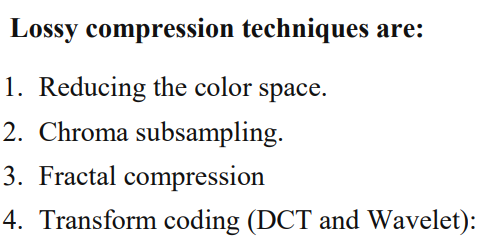 Lossy compression techniques are:
1. Reducing the color space.
2. Chroma subsampling.
3. Fractal compression
4. Transform coding (DCT and Wavelet):